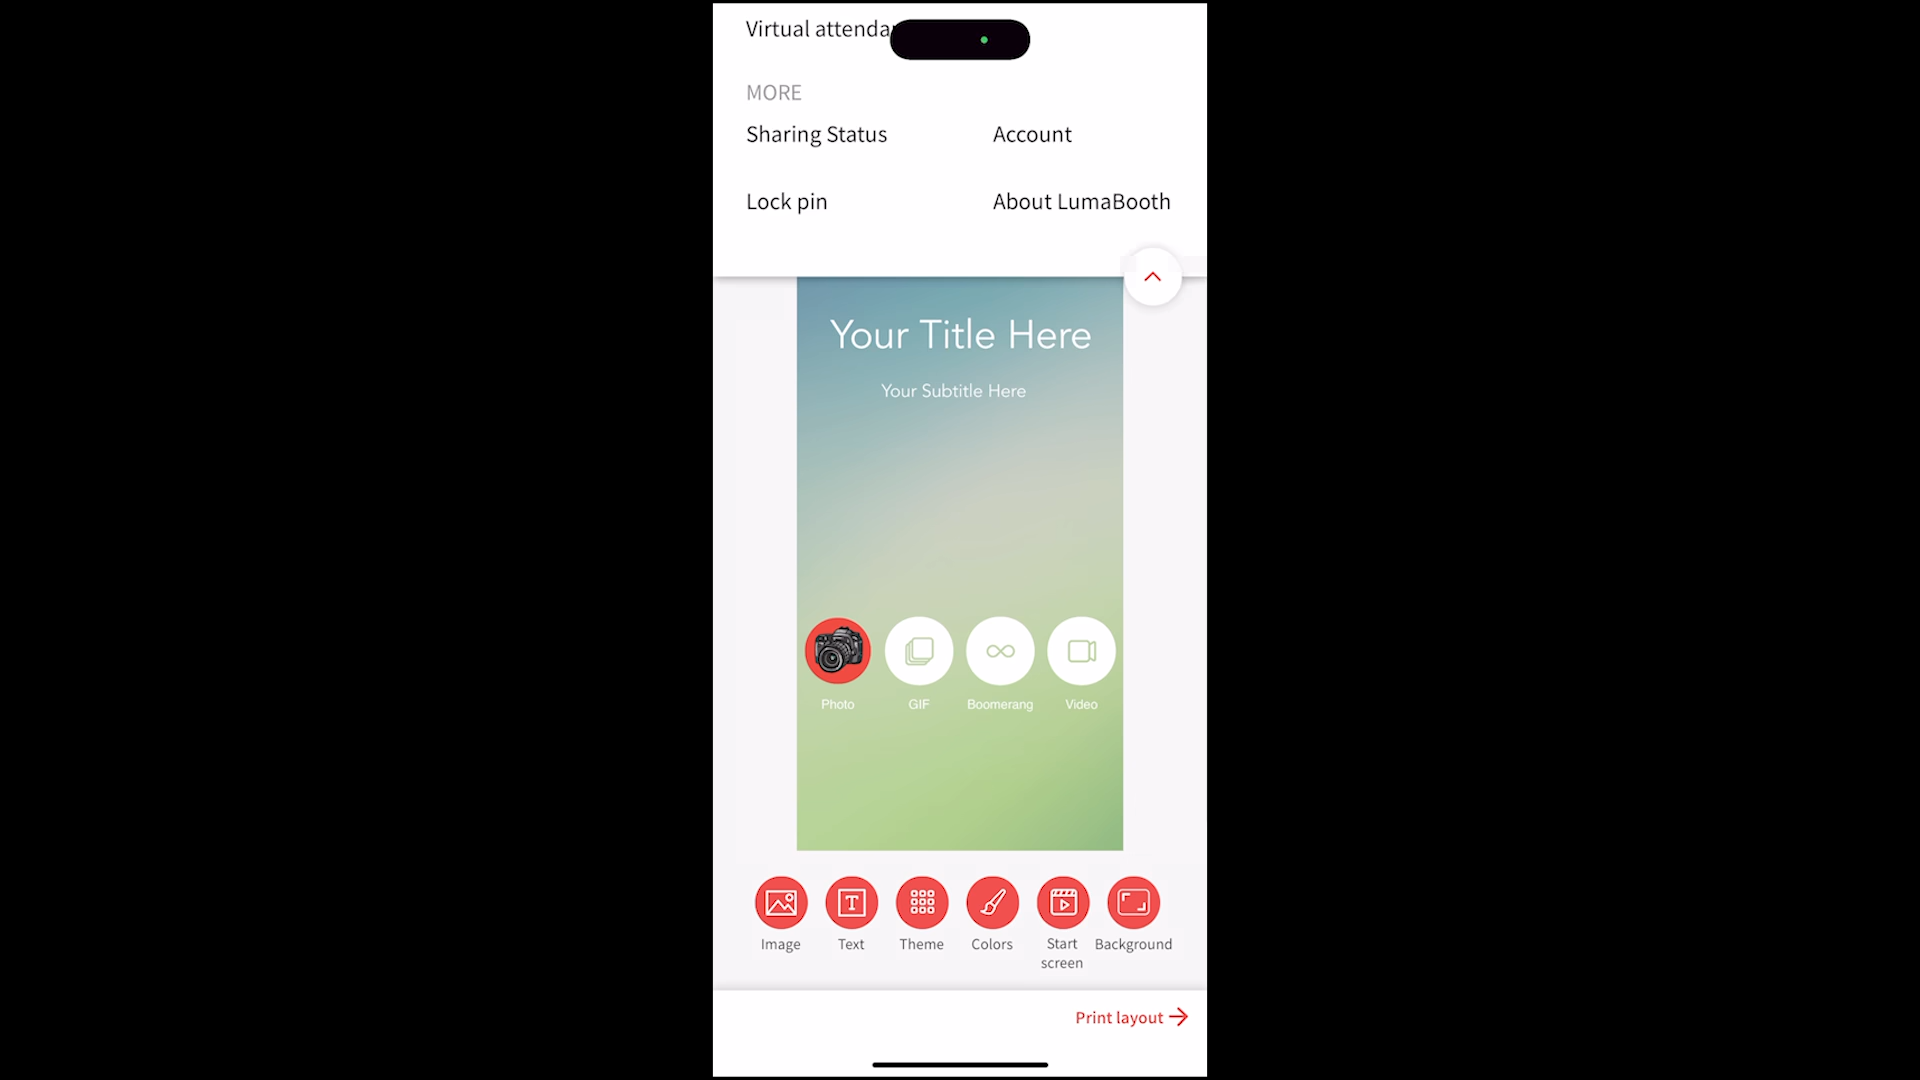 Virtual
MORE
Sharing Status
Account
Lock pin
About LumaBooth
Your Title Here
Your Subtitle Here
Photo
GIF
Boomerang
Video
Image
Text
Theme
Colors
Start
screen
Background
Print layout